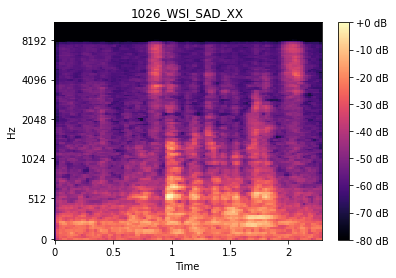 1026_WSI_SAD_XX
+0 dB
8192
-10 dB
4096
-20 dB
-30 dB
2048
Hz
-40 dB
1024
-50 dB
512
-60 dB
-70 dB
0
-80 dB
0 0.5 1 1.5 2
Time